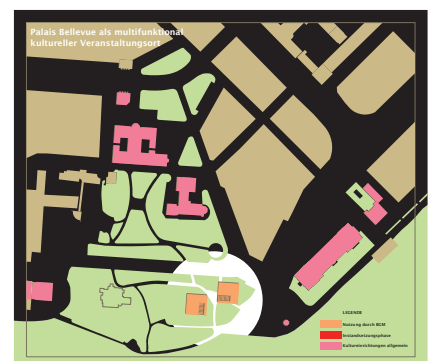 Palais Bellevue als multifunktional
kultureller Veranstaltungsort
LEGENDE
Nutzung durch BGM
Instandsetzungsphase
Kultureinrichtungen allgemein